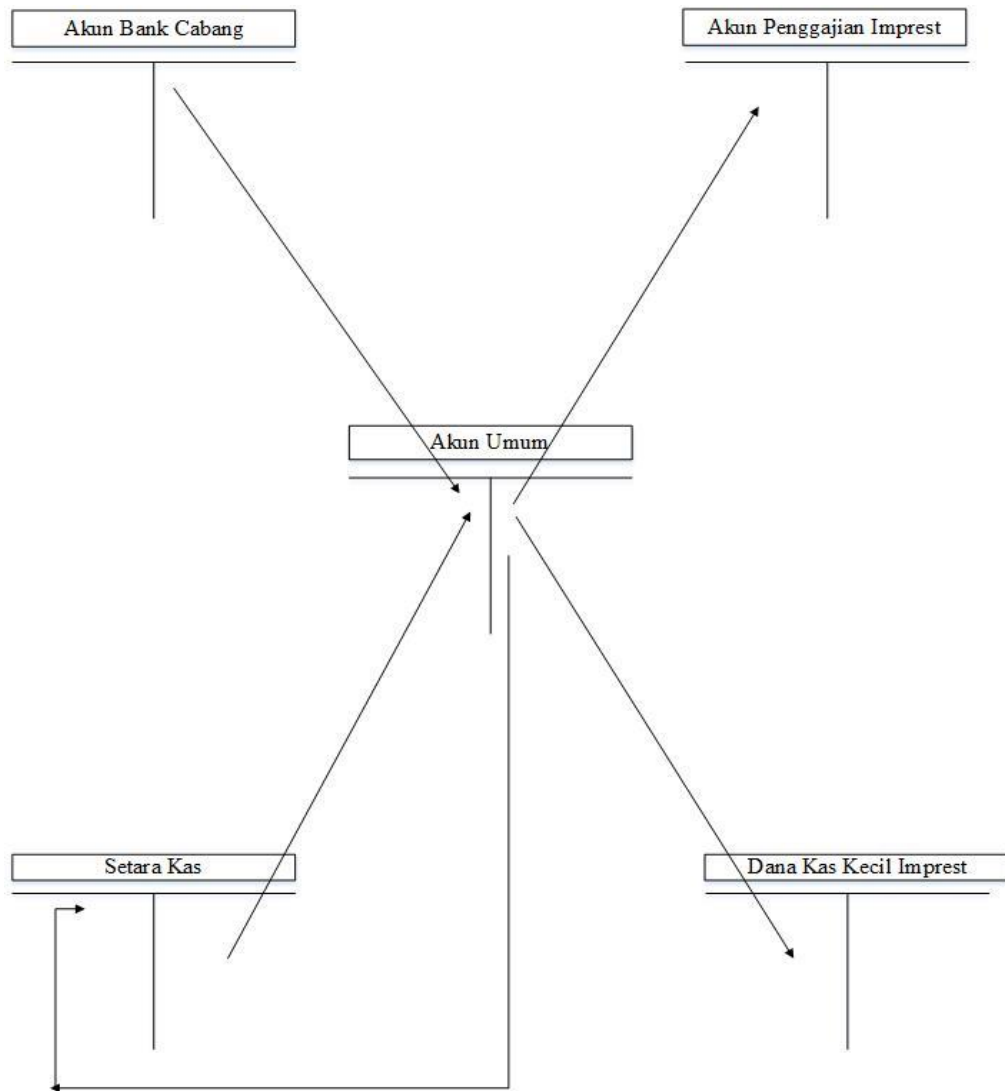 Akun Bank Cabang
Akun Penggajian Imprest
Akun Umum
Setara Kas
Dana Kas Kecil Imprest